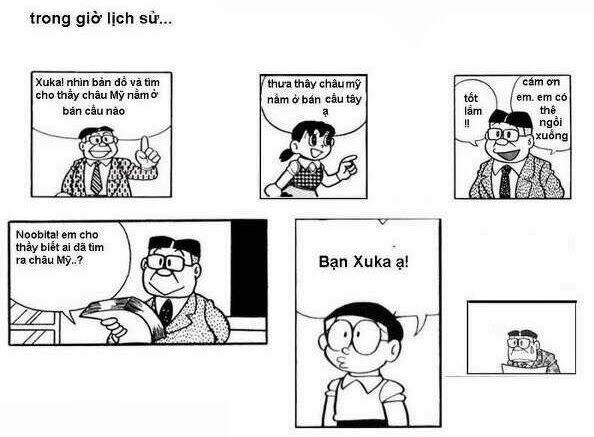 trong giờ lịch sử...
Xuka! nhìn bản đồ và tìm
cho thầy châu Mỹ nằm ở
bán cầu nào
thưa thầy châu mỹ
nằm ở bán cầu tây
ạ
tốt
lắm
!!
cám ơn
em. em có
thể
ngồi
xuống
Noobita! em cho
thầy biết ai đã tìm
ra châu Mỹ..?
Bạn Xuka ạ!